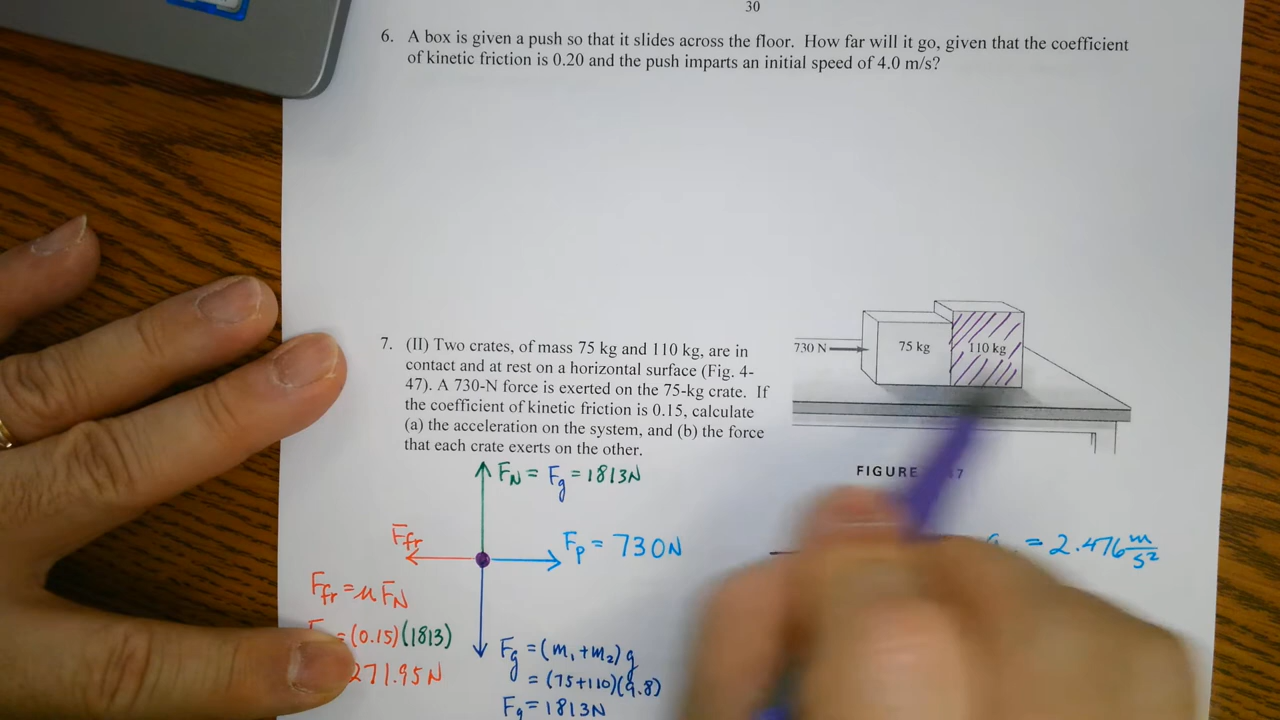 30
6. A box is given a push so that it slides across the floor. How far will it go, given that the coefficient
of kinetic friction is 0.20 and the push imparts an initial speed of 4.0 m/s?
7. (II) Two crates, of mass 75 kg and 110 kg, are in
contact and at rest on a horizontal surface (Fig. 4-
47). A 730-N force is exerted on the 75-kg crate. If
the coefficient of kinetic friction is 0.15, calculate
(a) the acceleration on the system, and (b) the force
that each crate exerts on the other.
730 N
75 kg
110 kg
FIGURE 7
FN = Fg = 1813N
Ffr
Fp = 730N
= 2.476 m/s²
Ffr = μFN
F = (0.15)(1813)
271.95N
Fg = (m₁+m₂)g
= (75+110)(9.8)
Fg = 1813N